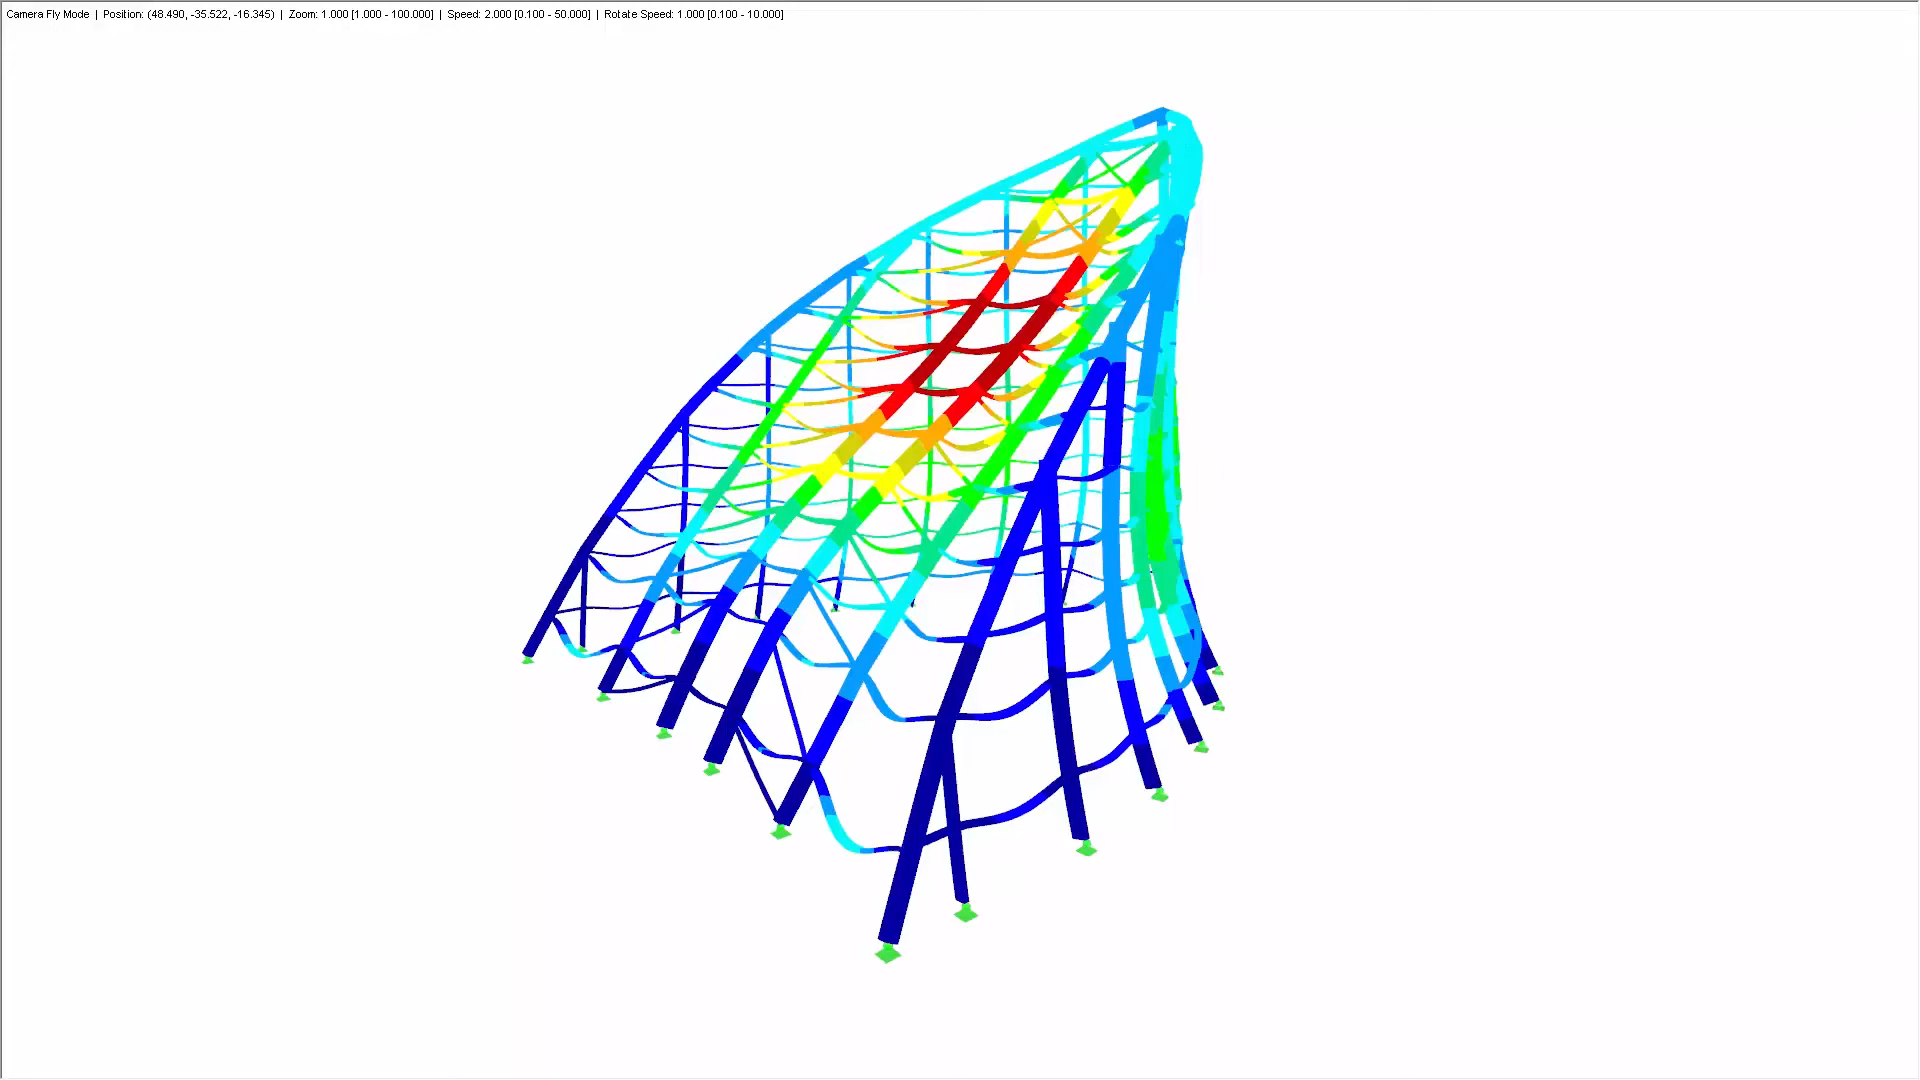 Camera Fly Mode | Position: (48.490, -35.522, -16.345) | Zoom: 1.000 [1.000 - 100.000] | Speed: 2.000 [0.100 - 50.000] | Rotate Speed: 1.000 [0.100 - 10.000]